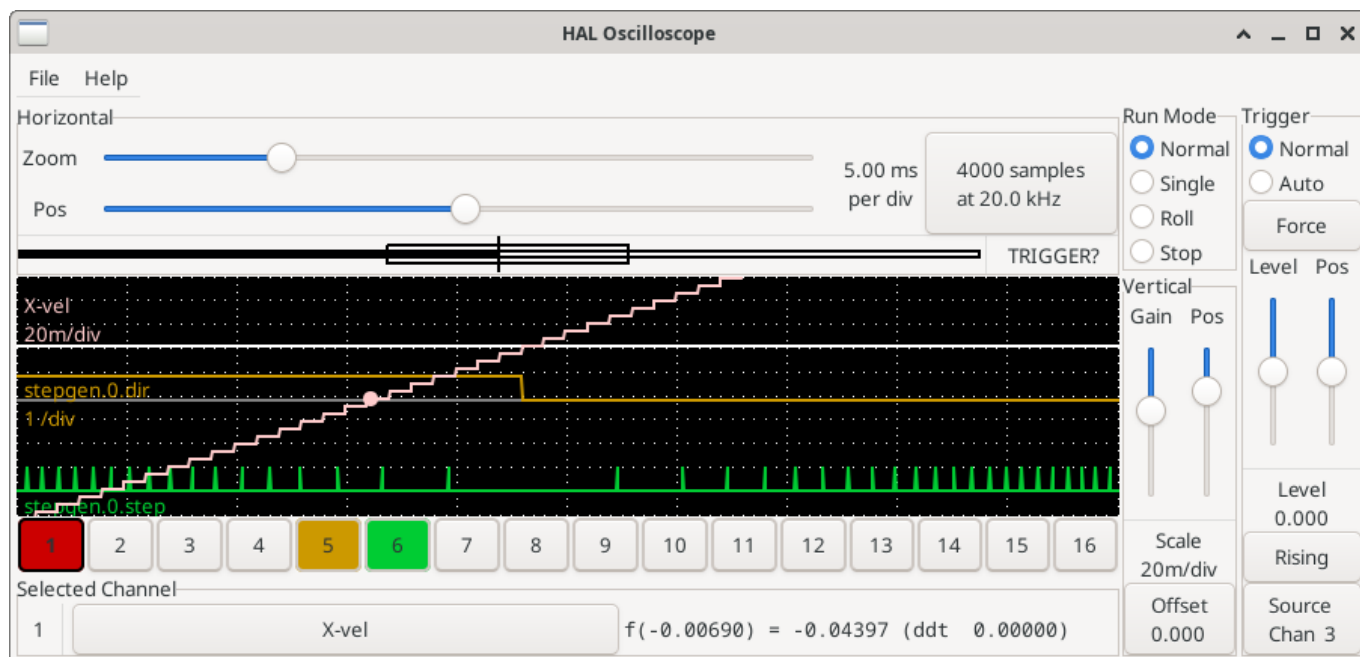 HAL Oscilloscope
File Help
Horizontal
Zoom
Pos
5.00 ms
per div
4000 samples
at 20.0 kHz
TRIGGER?
Run Mode
Normal
Single
Roll
Stop
Trigger
Normal
Auto
Force
Level Pos
Vertical
Gain Pos
X-vel
20m/div
stepgen.0.dir
1 /div
stepgen.0.step
1 2 3 4 5 6 7 8 9 10 11 12 13 14 15 16
Scale
20m/div
Offset
0.000
Level
0.000
Rising
Source
Chan 3
Selected Channel
1 X-vel f(-0.00690) = -0.04397 (ddt 0.00000)